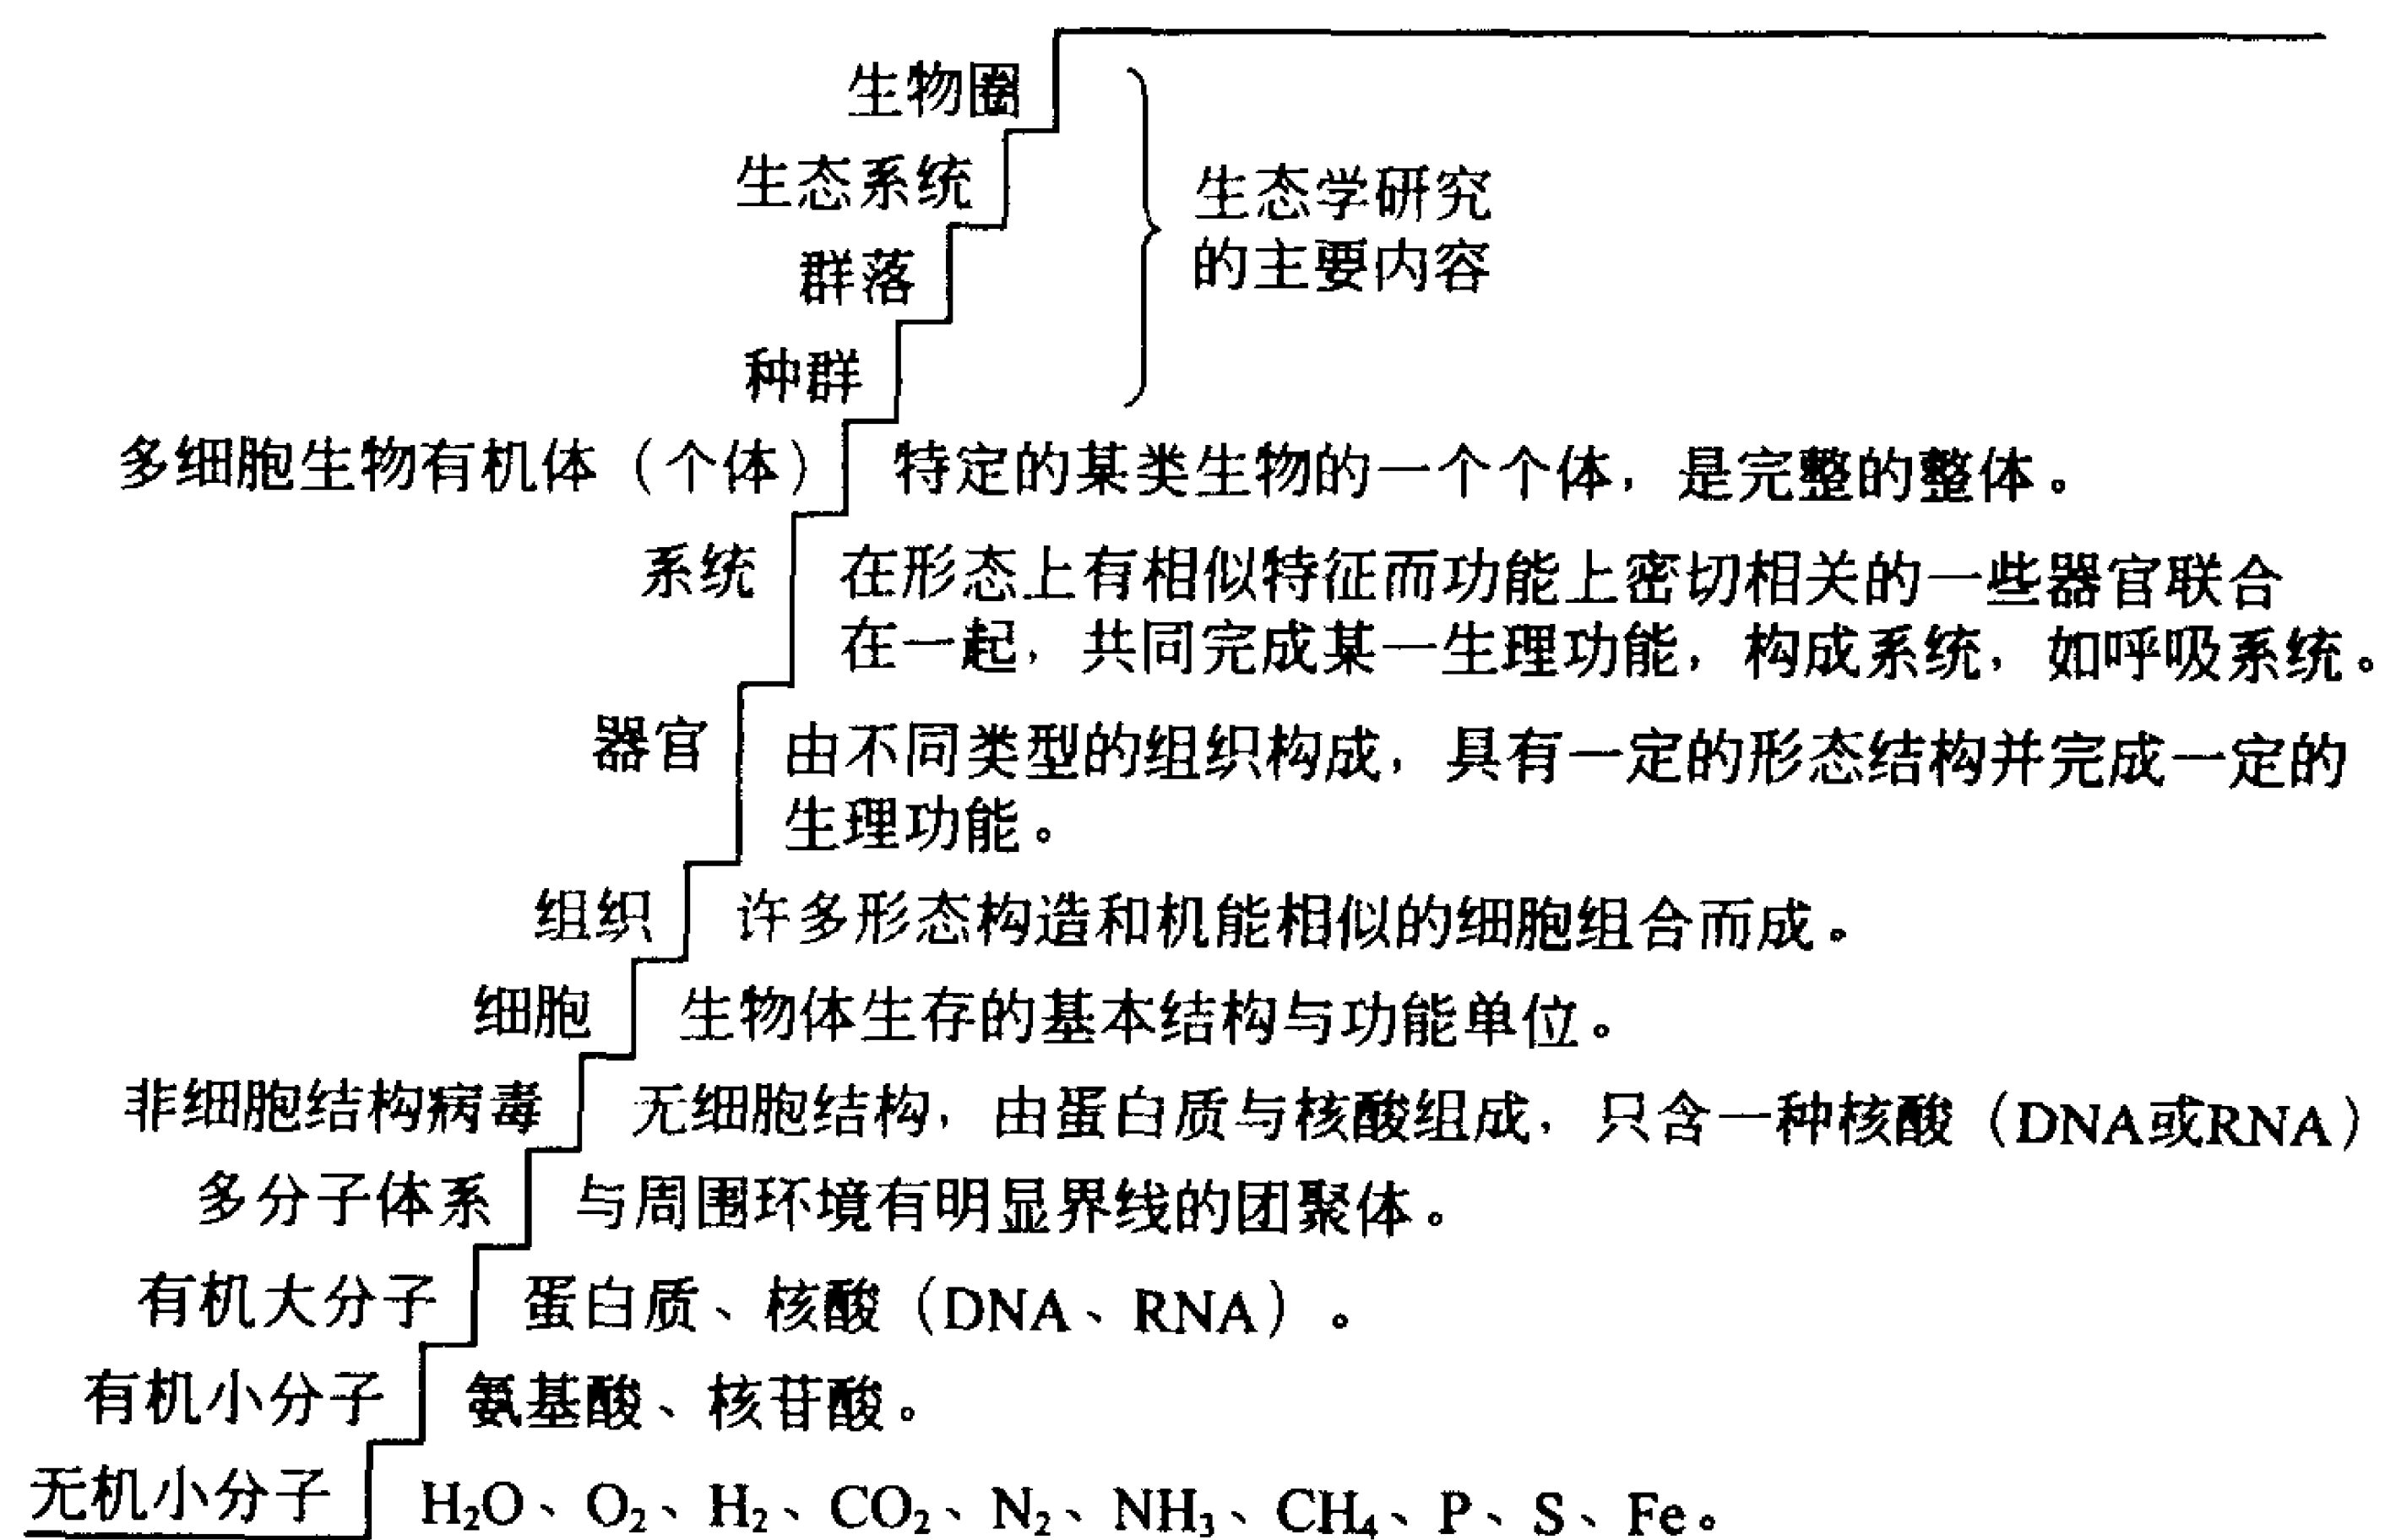 生物圈
生态系统
生态学研究
的主要内容
群落
种群
多细胞生物有机体（个体） 特定的某类生物的一个个体，是完整的整体。
系统 在形态上有相似特征而功能上密切相关的一些器官联合
在一起，共同完成某一生理功能，构成系统，如呼吸系统。
器官 由不同类型的组织构成，具有一定的形态结构并完成一定的
生理功能。
组织 许多形态构造和机能相似的细胞组合而成。
细胞 生物体生存的基本结构与功能单位。
非细胞结构病毒 无细胞结构，由蛋白质与核酸组成，只含一种核酸（DNA或RNA）
多分子体系 与周围环境有明显界线的团聚体。
有机大分子 蛋白质、核酸（DNA、RNA）。
有机小分子 氨基酸、核苷酸。
无机小分子 H₂O、O₂、H₂、CO₂、N₂、NH₃、CH₄、P、S、Fe。